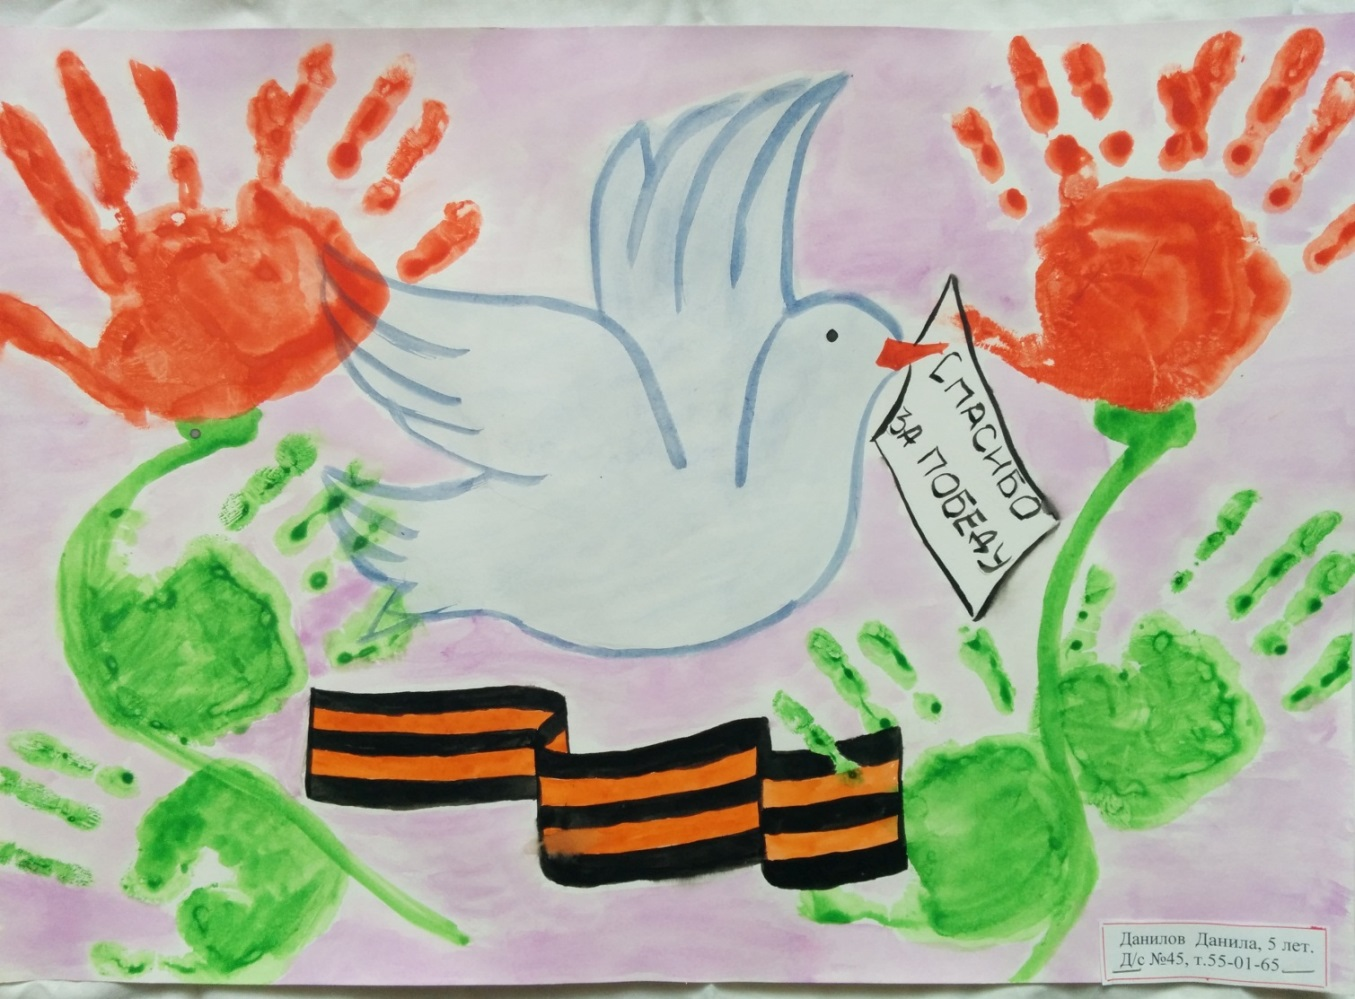 СПАСИБО
ЗА ПОБЕДУ
Данилов Данила, 5 лет.
Д/с №45, т.55-01-65